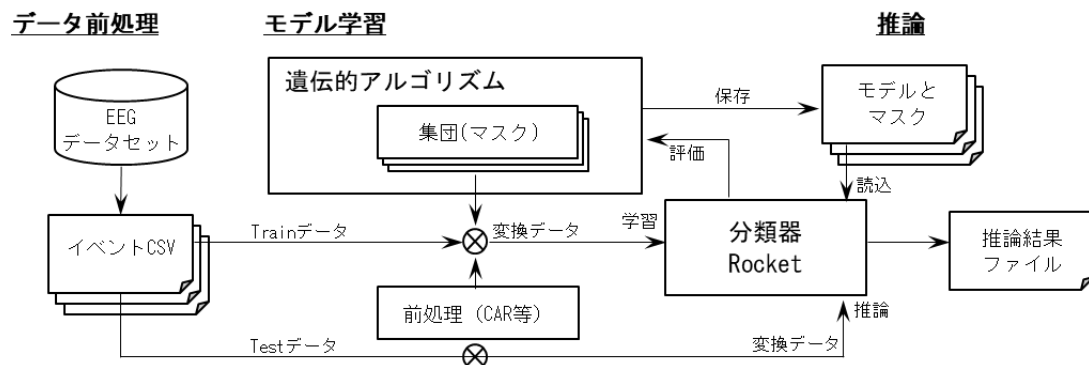 データ前処理
モデル学習
推論
遺伝的アルゴリズム
集団(マスク)
EEG
データセット
保存
モデルと
マスク
評価
読込
イベントCSV
Trainデータ
変換データ
学習
分類器
Rocket
推論結果
ファイル
前処理 (CAR等)
推論
Testデータ
変換データ